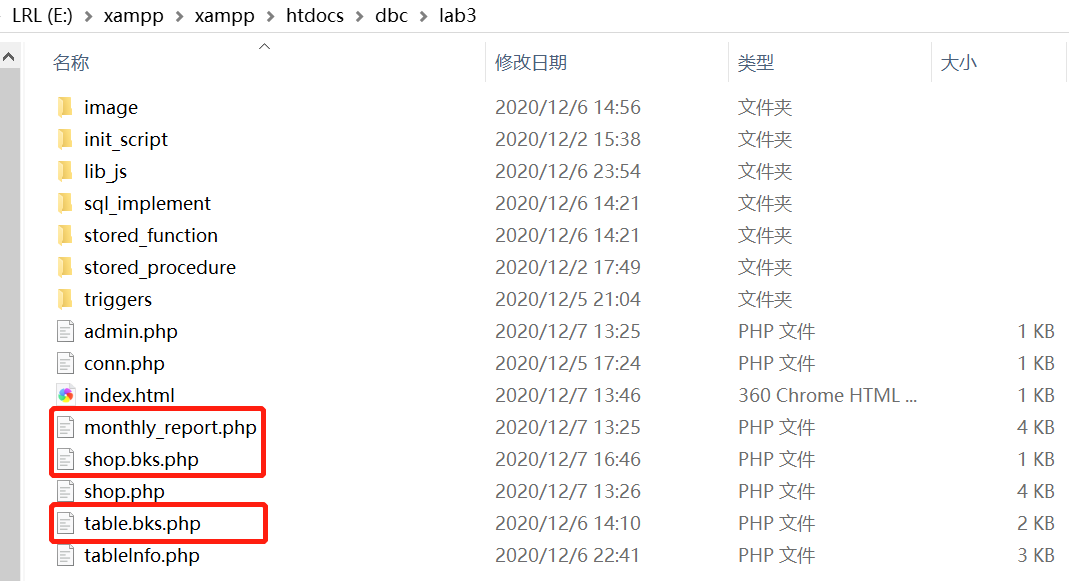 LRL (E:) > xampp > xampp > htdocs > dbc > lab3
名称 修改日期 类型 大小
image 2020/12/6 14:56 文件夹
init_script 2020/12/2 15:38 文件夹
lib_js 2020/12/6 23:54 文件夹
sql_implement 2020/12/6 14:21 文件夹
stored_function 2020/12/6 14:21 文件夹
stored_procedure 2020/12/2 17:49 文件夹
triggers 2020/12/5 21:04 文件夹
admin.php 2020/12/7 13:25 PHP 文件 1 KB
conn.php 2020/12/5 17:24 PHP 文件 1 KB
index.html 2020/12/7 13:46 360 Chrome HTML ... 1 KB
monthly_report.php 2020/12/7 13:25 PHP 文件 4 KB
shop.bks.php 2020/12/7 16:46 PHP 文件 1 KB
shop.php 2020/12/7 13:26 PHP 文件 4 KB
table.bks.php 2020/12/6 14:10 PHP 文件 2 KB
tableInfo.php 2020/12/6 22:41 PHP 文件 3 KB